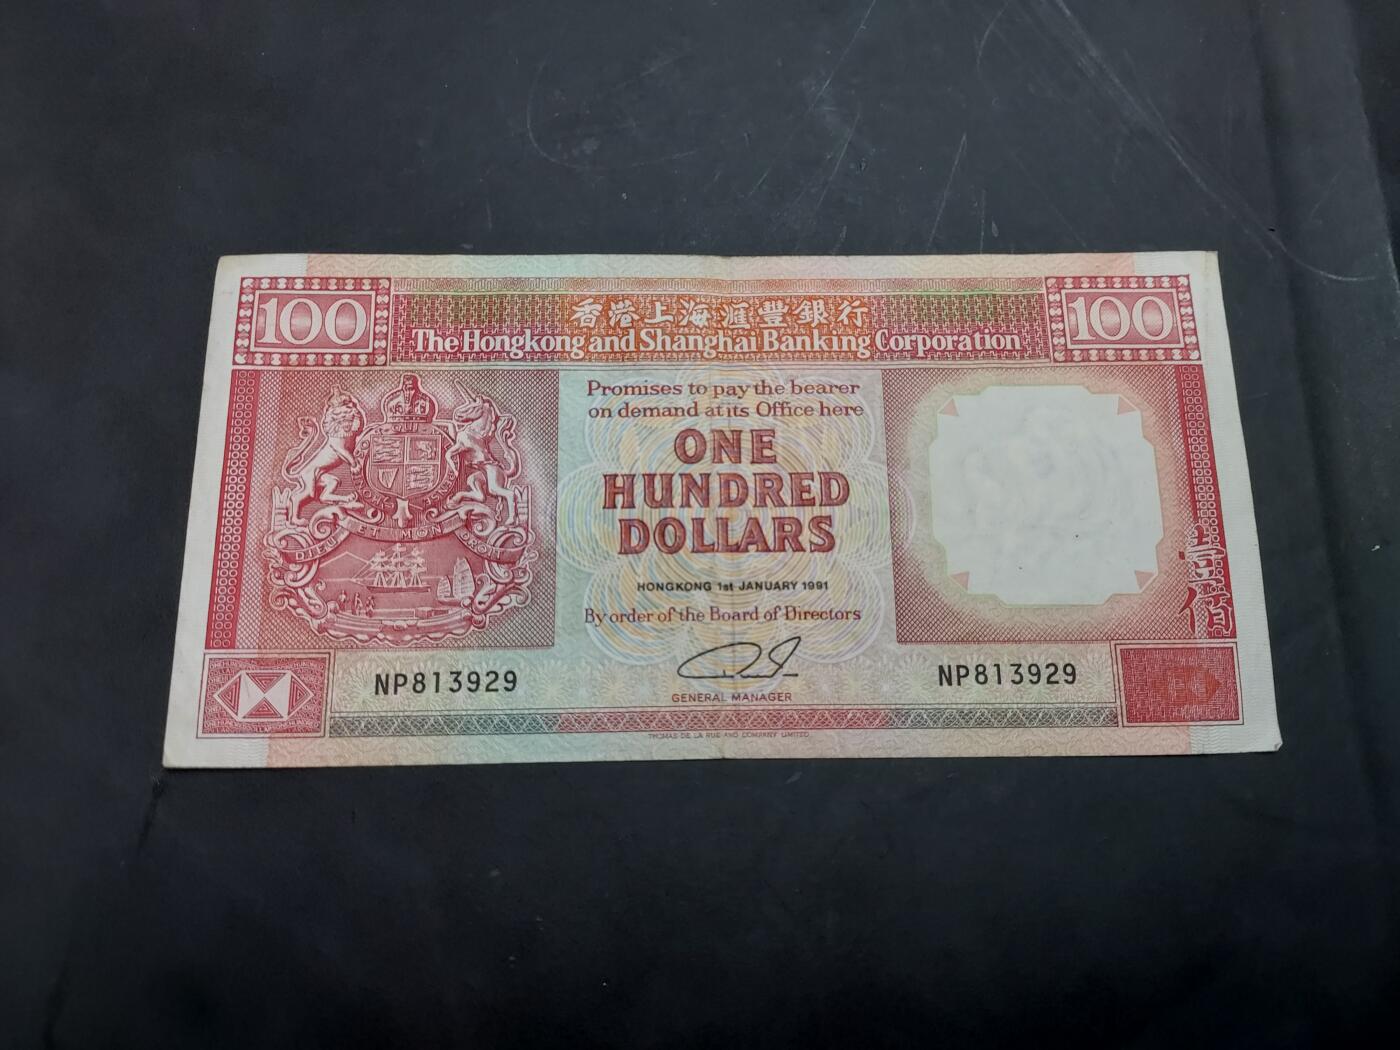 100
香港上海滙豐銀行
100
The Hongkong and Shanghai Banking Corporation
Promises to pay the bearer
on demand at its Office here
ONE
HUNDRED
DOLLARS
DIEU ET MON DROIT
HONGKONG 1st JANUARY 1991
By order of the Board of Directors
NP813929
NP813929
GENERAL MANAGER
THOMAS DE LA RUE AND COMPANY LIMITED